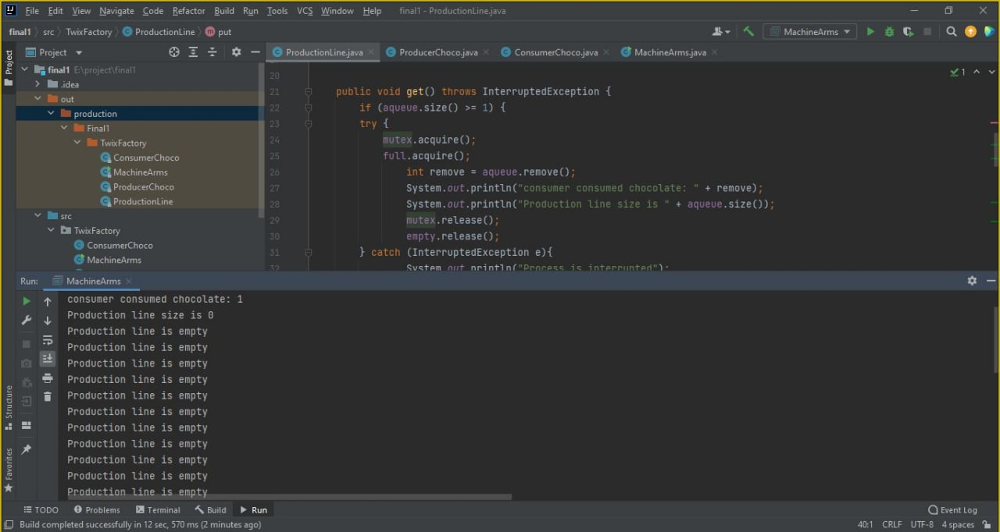 File Edit View Navigate Code Refactor Build Run Tools VCS Window Help final1 - ProductionLine.java
final1 src TwixFactory ProductionLine put MachineArms
Project ProductionLine.java ProducerChoco.java ConsumerChoco.java MachineArms.java
Project
final1 E:\project\final1
.idea
out
production
Final1
TwixFactory
ConsumerChoco
MachineArms
ProducerChoco
ProductionLine
src
TwixFactory
ConsumerChoco
MachineArms
1
20
21 public void get() throws InterruptedException {
22 if (aqueue.size() >= 1) {
23 try {
24 mutex.acquire();
25 full.acquire();
26 int remove = aqueue.remove();
27 System.out.println("consumer consumed chocolate: " + remove);
28 System.out.println("Production line size is " + aqueue.size());
29 mutex.release();
30 empty.release();
31 } catch (InterruptedException e){
32 System.out.println("Process is interrupted");
Run: MachineArms
consumer consumed chocolate: 1
Production line size is 0
Production line is empty
Production line is empty
Production line is empty
Production line is empty
Production line is empty
Production line is empty
Production line is empty
Production line is empty
Production line is empty
Production line is empty
Production line is empty
Structure
Favorites
TODO Problems Terminal Build Run Event Log
Build completed successfully in 12 sec, 570 ms (2 minutes ago) 40:1 CRLF UTF-8 4 spaces